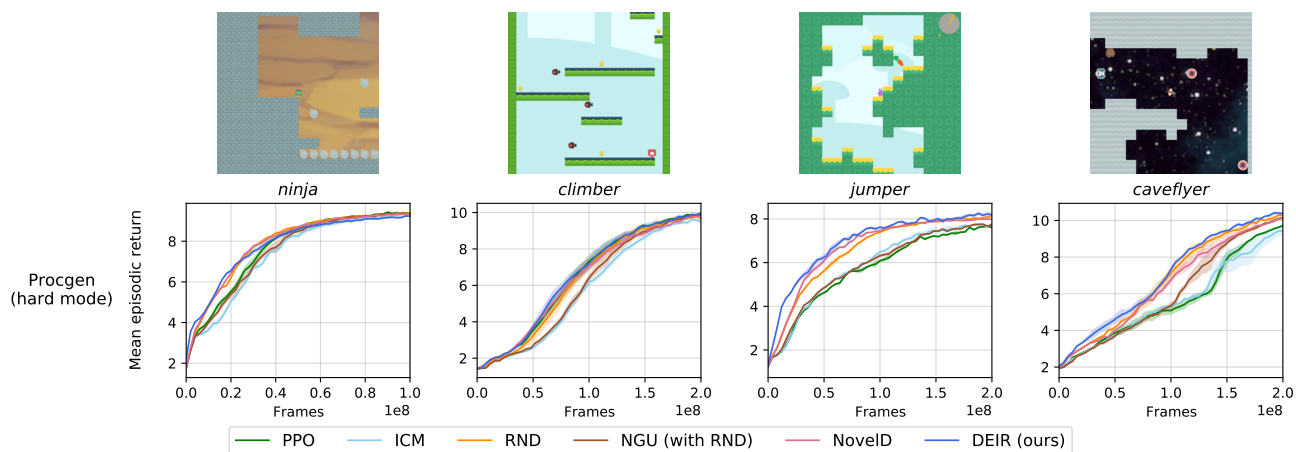 ninja
climber
jumper
caveflyer
Procgen
(hard mode)
Mean episodic return
8
6
4
2
0.0 0.2 0.4 0.6 0.8 1.0
Frames 1e8
10
8
6
4
2
0.0 0.5 1.0 1.5 2.0
Frames 1e8
8
6
4
2
0.0 0.5 1.0 1.5 2.0
Frames 1e8
10
8
6
4
2
0.0 0.5 1.0 1.5 2.0
Frames 1e8
PPO ICM RND NGU (with RND) NovelD DEIR (ours)